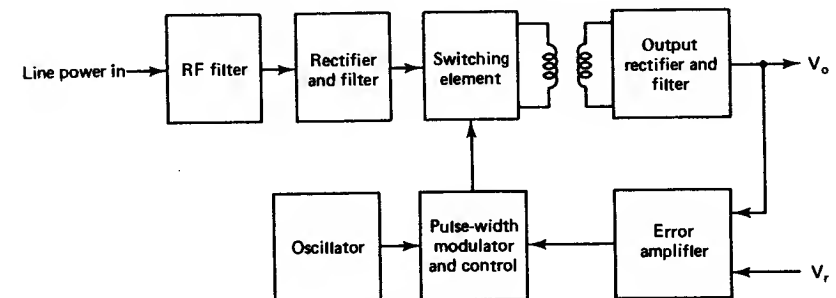 Line power in
RF filter
Rectifier
and filter
Switching
element
Output
rectifier and
filter
Vo
Oscillator
Pulse-width
modulator
and control
Error
amplifier
Vr